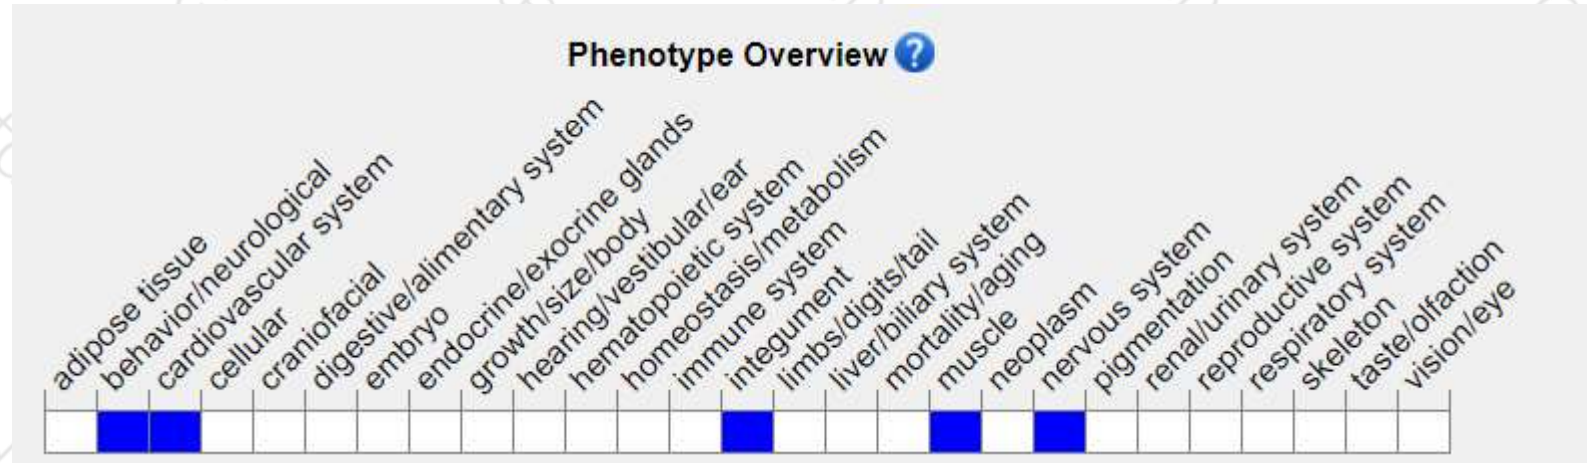 Phenotype Overview ?
adipose tissue
behavior/neurological
cardiovascular system
cellular
craniofacial
digestive/alimentary system
embryo
endocrine/exocrine glands
growth/size/body
hearing/vestibular/ear
hematopoietic system
homeostasis/metabolism
immune system
integument
limbs/digits/tail
liver/biliary system
mortality/aging
muscle
neoplasm
nervous system
pigmentation
renal/urinary system
reproductive system
respiratory system
skeleton
taste/olfaction
vision/eye